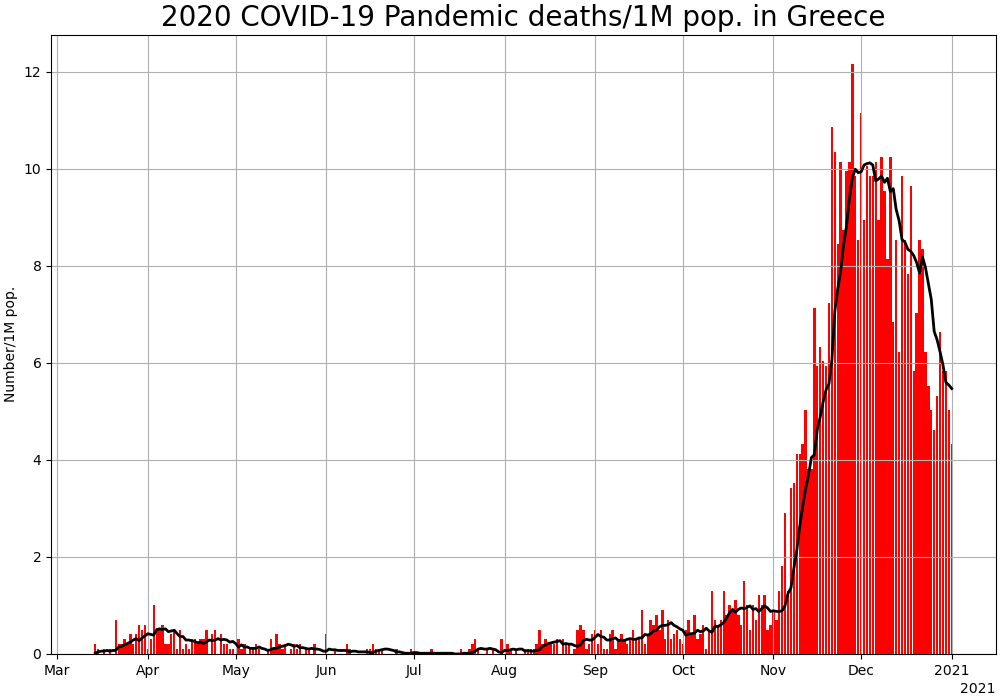 2020 COVID-19 Pandemic deaths/1M pop. in Greece
Number/1M pop.
12
10
8
6
4
2
0
Mar Apr May Jun Jul Aug Sep Oct Nov Dec 2021
2021